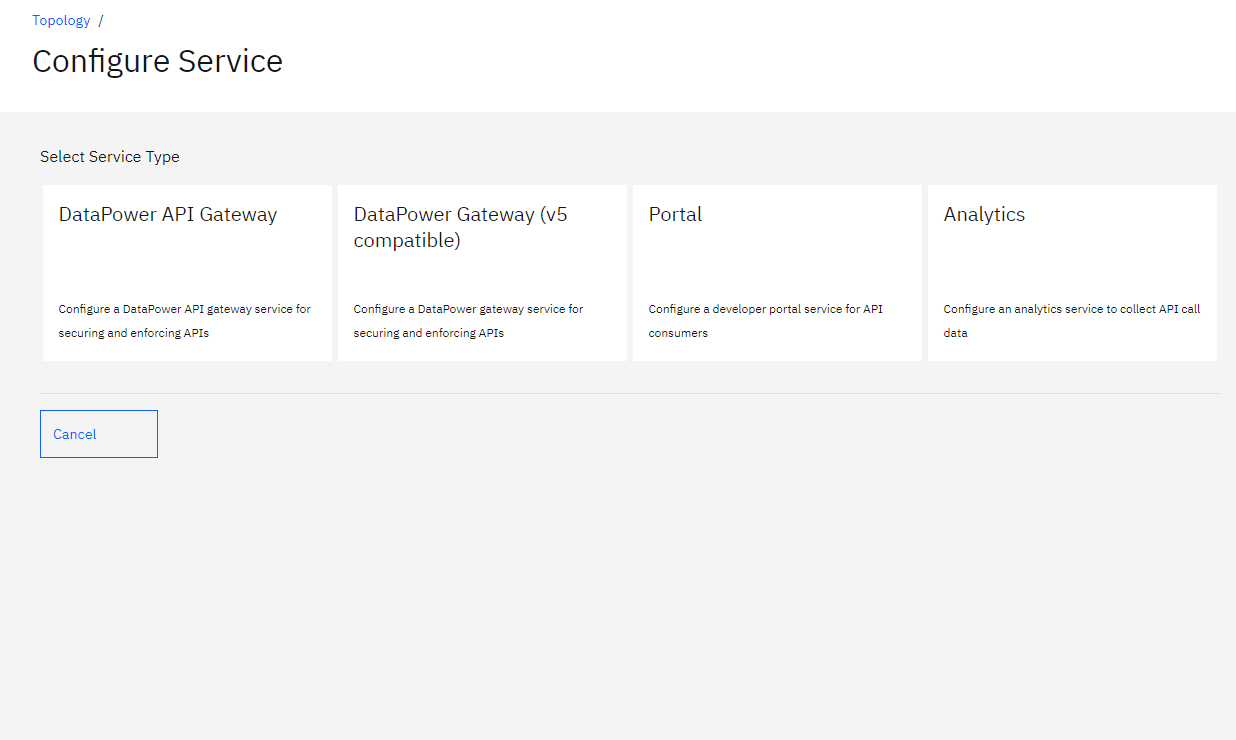 Topology /
Configure Service
Select Service Type
DataPower API Gateway
Configure a DataPower API gateway service for
securing and enforcing APIs
DataPower Gateway (v5
compatible)
Configure a DataPower gateway service for
securing and enforcing APIs
Portal
Configure a developer portal service for API
consumers
Analytics
Configure an analytics service to collect API call
data
Cancel